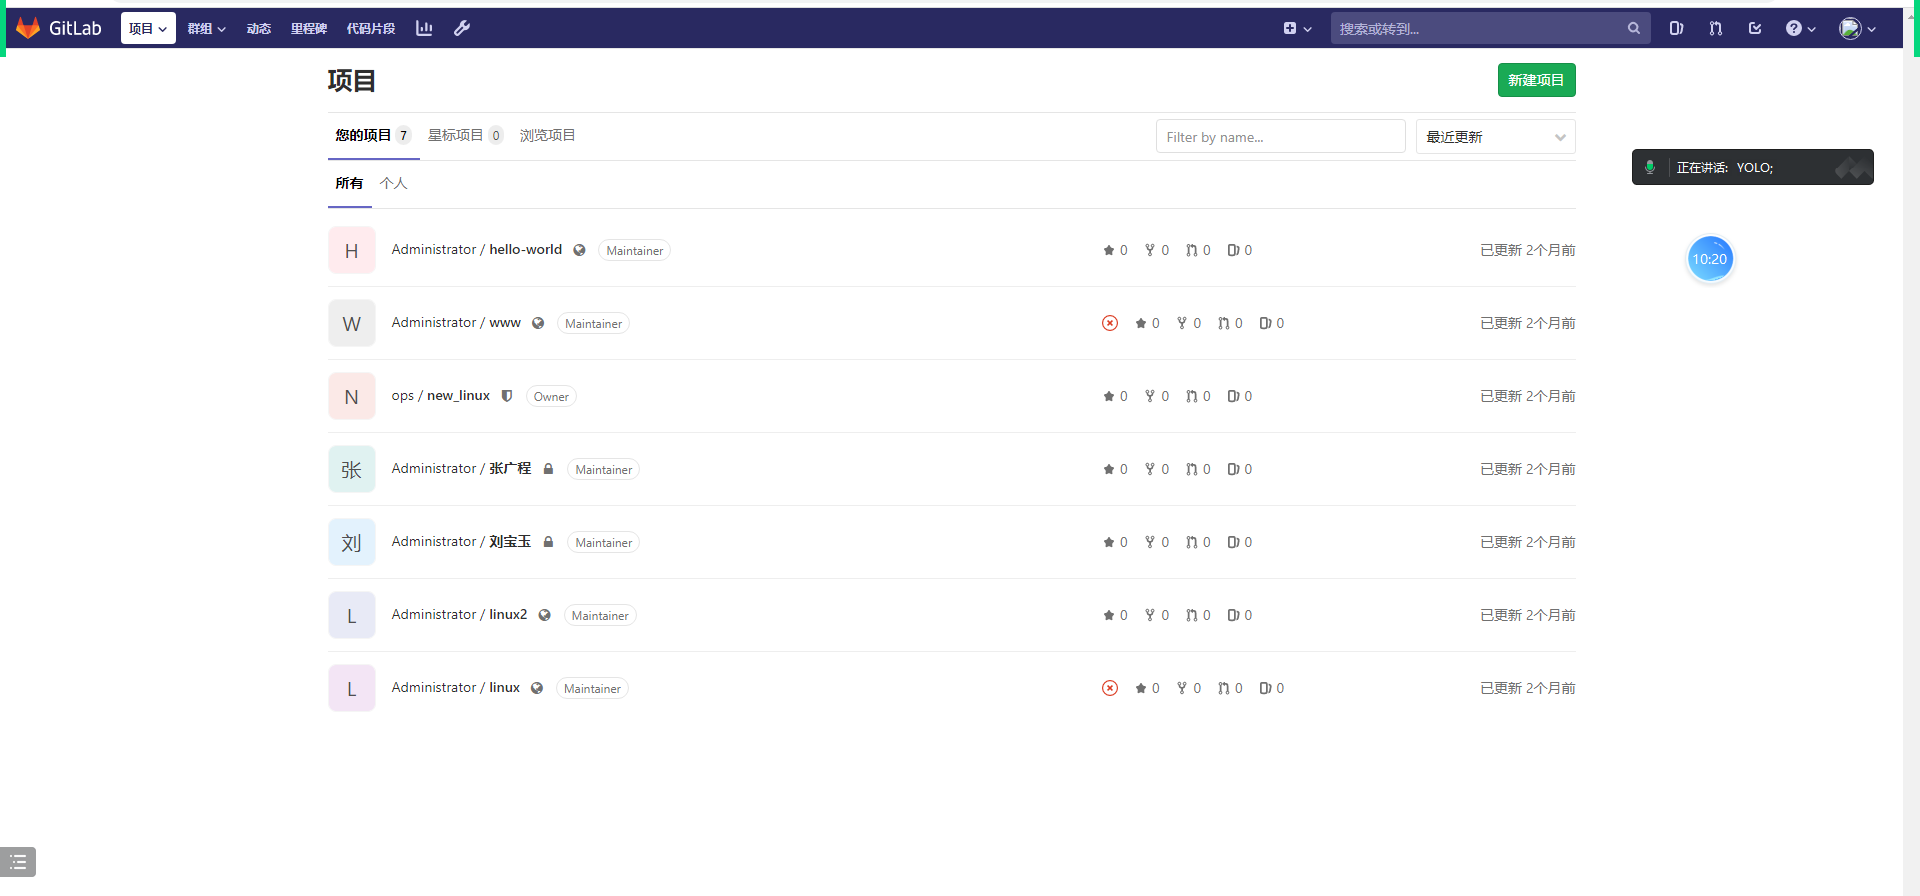 GitLab 项目 群组 动态 里程碑 代码片段 搜索或转到...
项目 新建项目
您的项目 7 星标项目 0 浏览项目 Filter by name... 最近更新
正在讲话: YOLO;
所有 个人
H Administrator / hello-world Maintainer 0 0 0 0 已更新 2个月前
10:20
W Administrator / www Maintainer 0 0 0 0 已更新 2个月前
N ops / new_linux Owner 0 0 0 0 已更新 2个月前
张 Administrator / 张广程 Maintainer 0 0 0 0 已更新 2个月前
刘 Administrator / 刘宝玉 Maintainer 0 0 0 0 已更新 2个月前
L Administrator / linux2 Maintainer 0 0 0 0 已更新 2个月前
L Administrator / linux Maintainer 0 0 0 0 已更新 2个月前